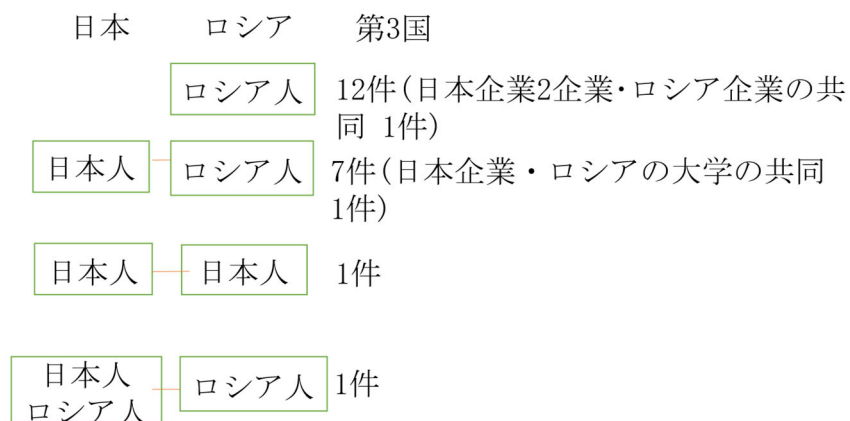 日本 ロシア 第3国
ロシア人 12件(日本企業2企業・ロシア企業の共
同 1件)
日本人 ロシア人 7件(日本企業・ロシアの大学の共同
1件)
日本人 日本人 1件
日本人
ロシア人 ロシア人 1件